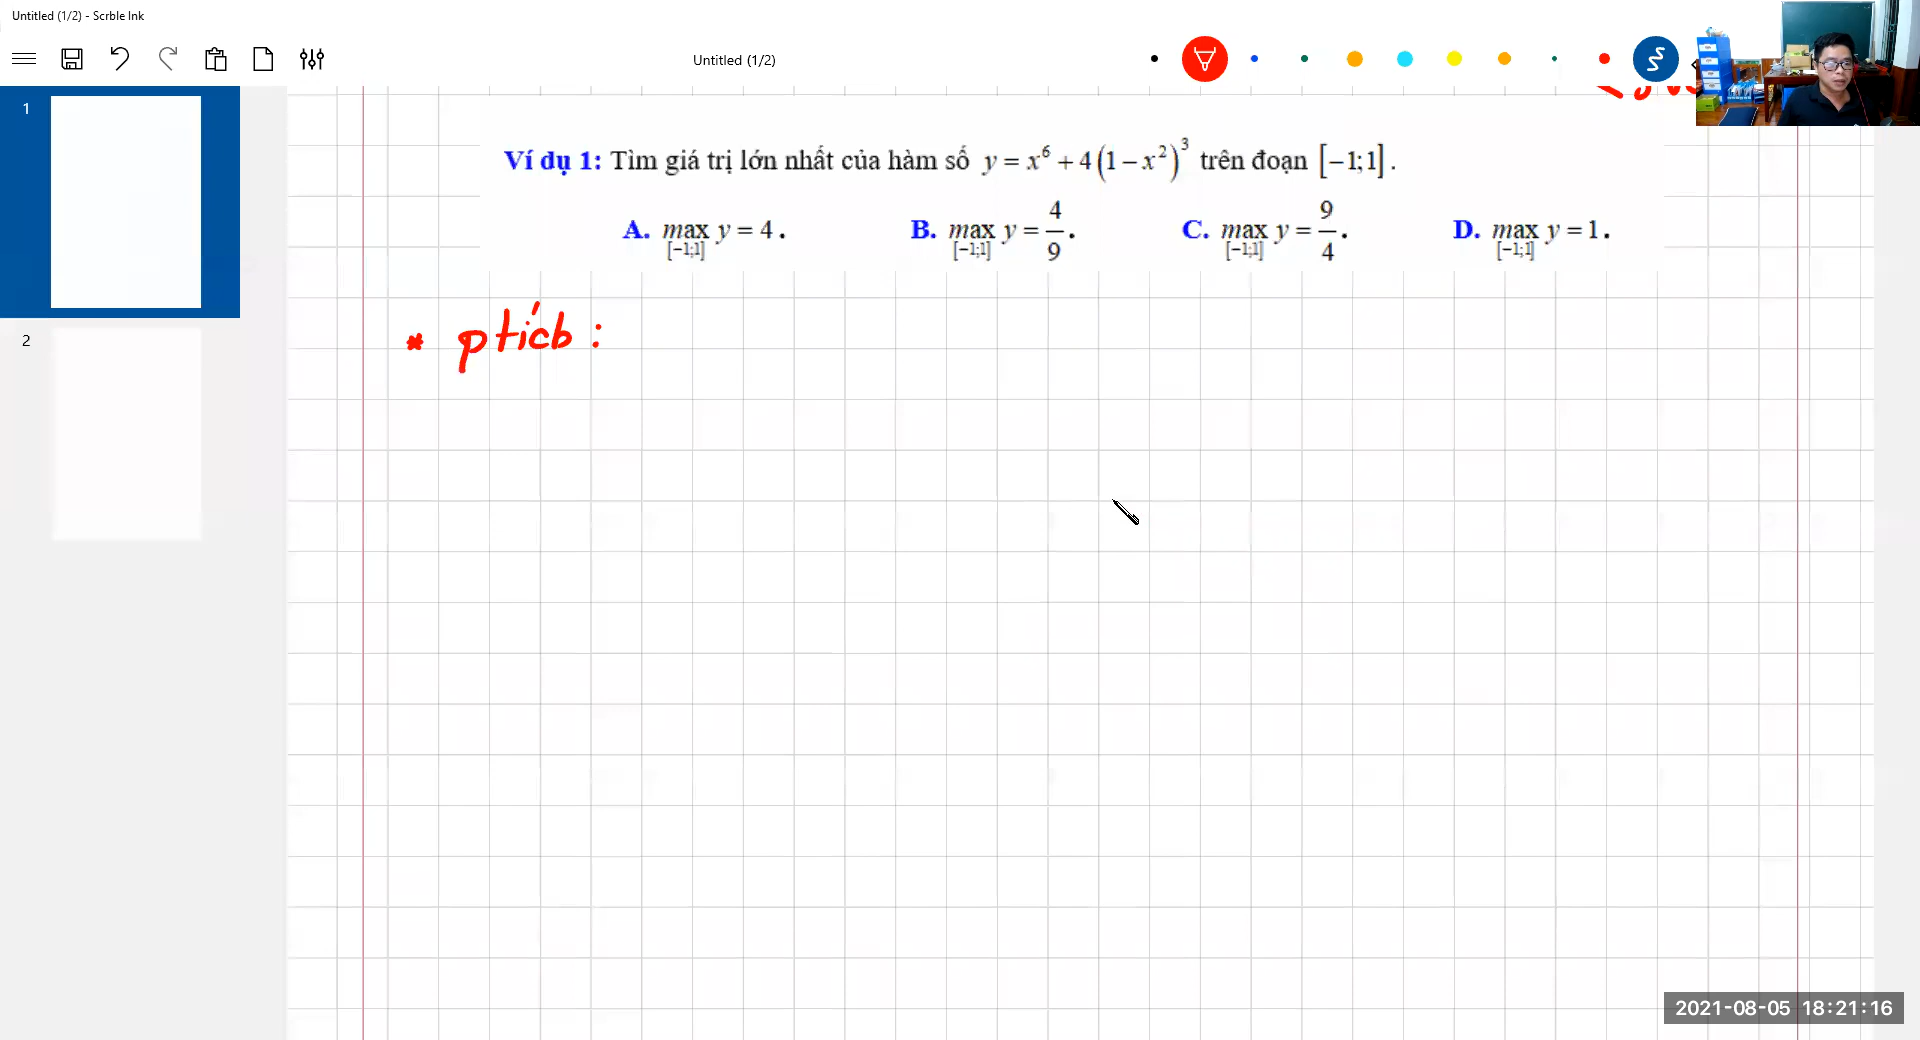 Untitled (1/2) - Scrble Ink
Untitled (1/2)
1
2
Ví dụ 1: Tìm giá trị lớn nhất của hàm số y = x⁶ + 4(1 − x²)³ trên đoạn [−1;1].
A. max y = 4. B. max y = 4/9. C. max y = 9/4. D. max y = 1.
[−1;1] [−1;1] [−1;1] [−1;1]
* ptích :
2021-08-05 18:21:16